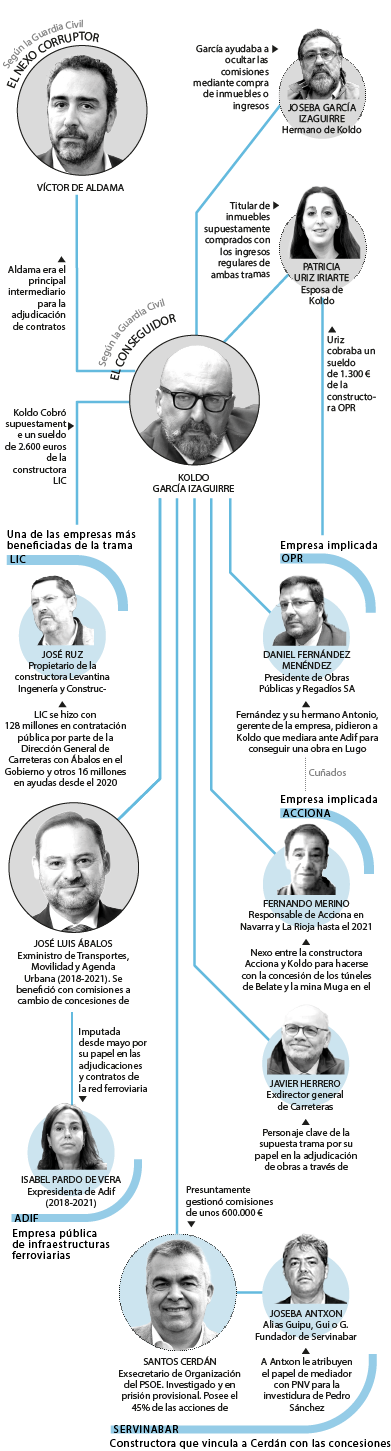 Según la Guardia Civil
EL NEXO CORRUPTOR
VÍCTOR DE ALDAMA
García ayudaba a
ocultar las
comisiones
mediante compra
de inmuebles o
ingresos
JOSEBA GARCÍA
IZAGUIRRE
Hermano de Koldo
Titular de
inmuebles
supuestamente
comprados con
los ingresos
regulares de
ambas tramas
PATRICIA
URIZ IRIARTE
Esposa de
Koldo
Aldama era el
principal
intermediario
para la
adjudicación
de contratos
Según la Guardia Civil
EL CONSEGUIDOR
Uriz
cobraba un
sueldo
de 1.300 €
de la
constructo-
ra OPR
Koldo Cobró
supuestament
e un sueldo
de 2.600 euros
de la
constructora
LIC
KOLDO
GARCÍA IZAGUIRRE
Una de las empresas más
beneficiadas de la trama
LIC
Empresa implicada
OPR
JOSÉ RUZ
Propietario de la
constructora Levantina
Ingenería y Construc-
LIC se hizo con
128 millones en contratación
pública por parte de la
Dirección General de
Carreteras con Ábalos en el
Gobierno y otros 16 millones
en ayudas desde el 2020
DANIEL FERNÁNDEZ
MENÉNDEZ
Presidente de Obras
Públicas y Regadíos SA
Fernández y su hermano Antonio,
gerente de la empresa, pidieron a
Koldo que mediara ante Adif para
conseguir una obra en Lugo
Cuñados
Empresa implicada
ACCIONA
FERNANDO MERINO
Responsable de Acciona en
Navarra y La Rioja hasta el 2021
Nexo entre la constructora
Acciona y Koldo para hacerse
con la concesión de los túneles
de Belate y la mina Muga en el
JOSÉ LUIS ÁBALOS
Exministro de Transportes,
Movilidad y Agenda
Urbana (2018-2021). Se
benefició con comisiones a
cambio de concesiones de
Imputada
desde mayo por
su papel en las
adjudicaciones
y contratos de
la red ferroviaria
JAVIER HERRERO
Exdirector general
de Carreteras
Personaje clave de la
supuesta trama por su
papel en la adjudicación
de obras a través de
ISABEL PARDO DE VERA
Expresidenta de Adif
(2018-2021)
ADIF
Empresa pública
de infraestructuras
ferroviarias
Presuntamente
gestionó comisiones
de unos 600.000 €
SANTOS CERDÁN
Exsecretario de Organización
del PSOE. Investigado y en
prisión provisional. Posee el
45% de las acciones de
JOSEBA ANTXON
Alias Guipu, Gui o G.
Fundador de Servinabar
A Antxon le atribuyen
el papel de mediador
con PNV para la
investidura de Pedro
Sánchez
SERVINABAR
Constructora que vincula a Cerdán con las concesiones